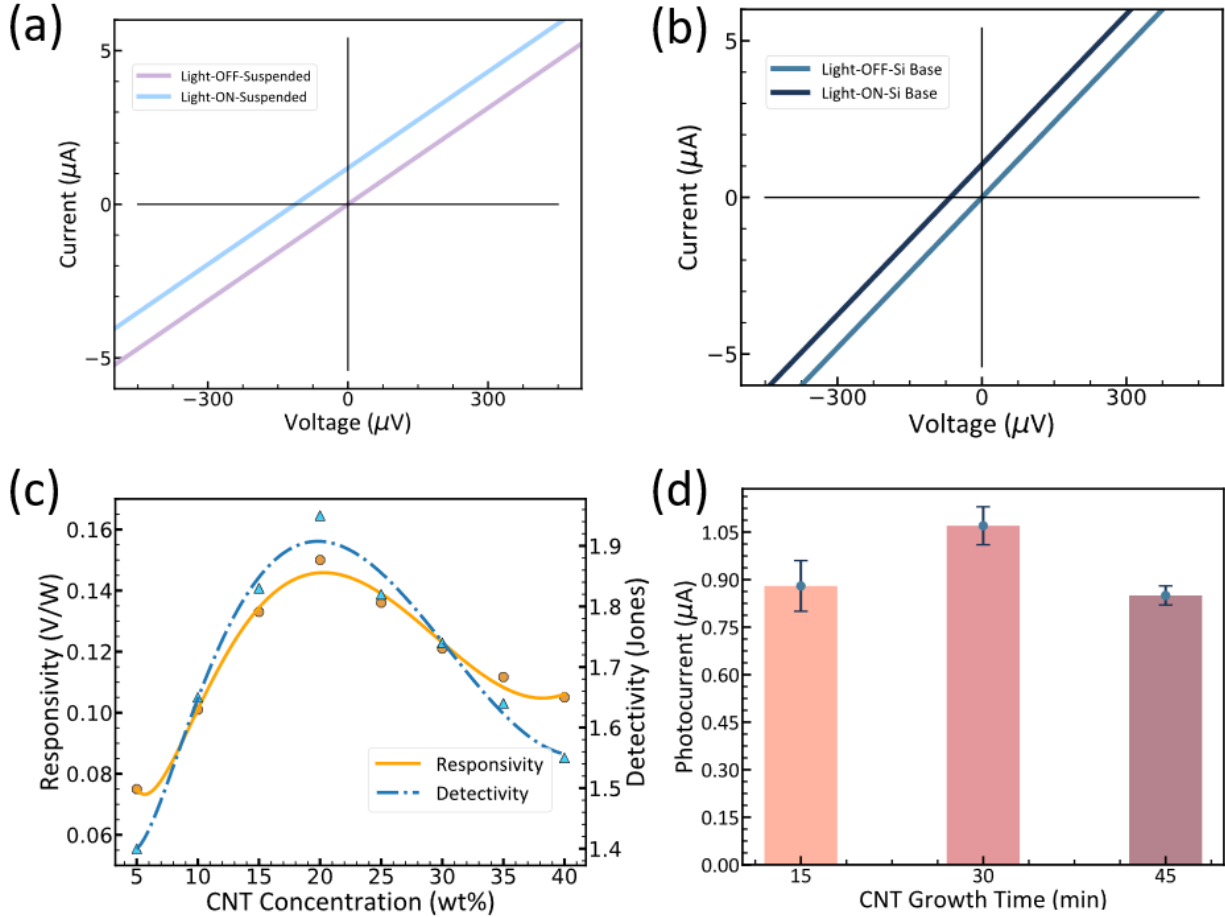 (a)
5
0
−5
Current (μA)
Light-OFF-Suspended
Light-ON-Suspended
−300
0
300
Voltage (μV)
(b)
5
0
−5
Current (μA)
Light-OFF-Si Base
Light-ON-Si Base
−300
0
300
Voltage (μV)
(c)
0.16
0.14
0.12
0.10
0.08
0.06
Responsivity (V/W)
1.9
1.8
1.7
1.6
1.5
1.4
Detectivity (Jones)
Responsivity
Detectivity
5 10 15 20 25 30 35 40
CNT Concentration (wt%)
(d)
1.05
0.90
0.75
0.60
0.45
0.30
0.15
0.00
Photocurrent (μA)
15 30 45
CNT Growth Time (min)